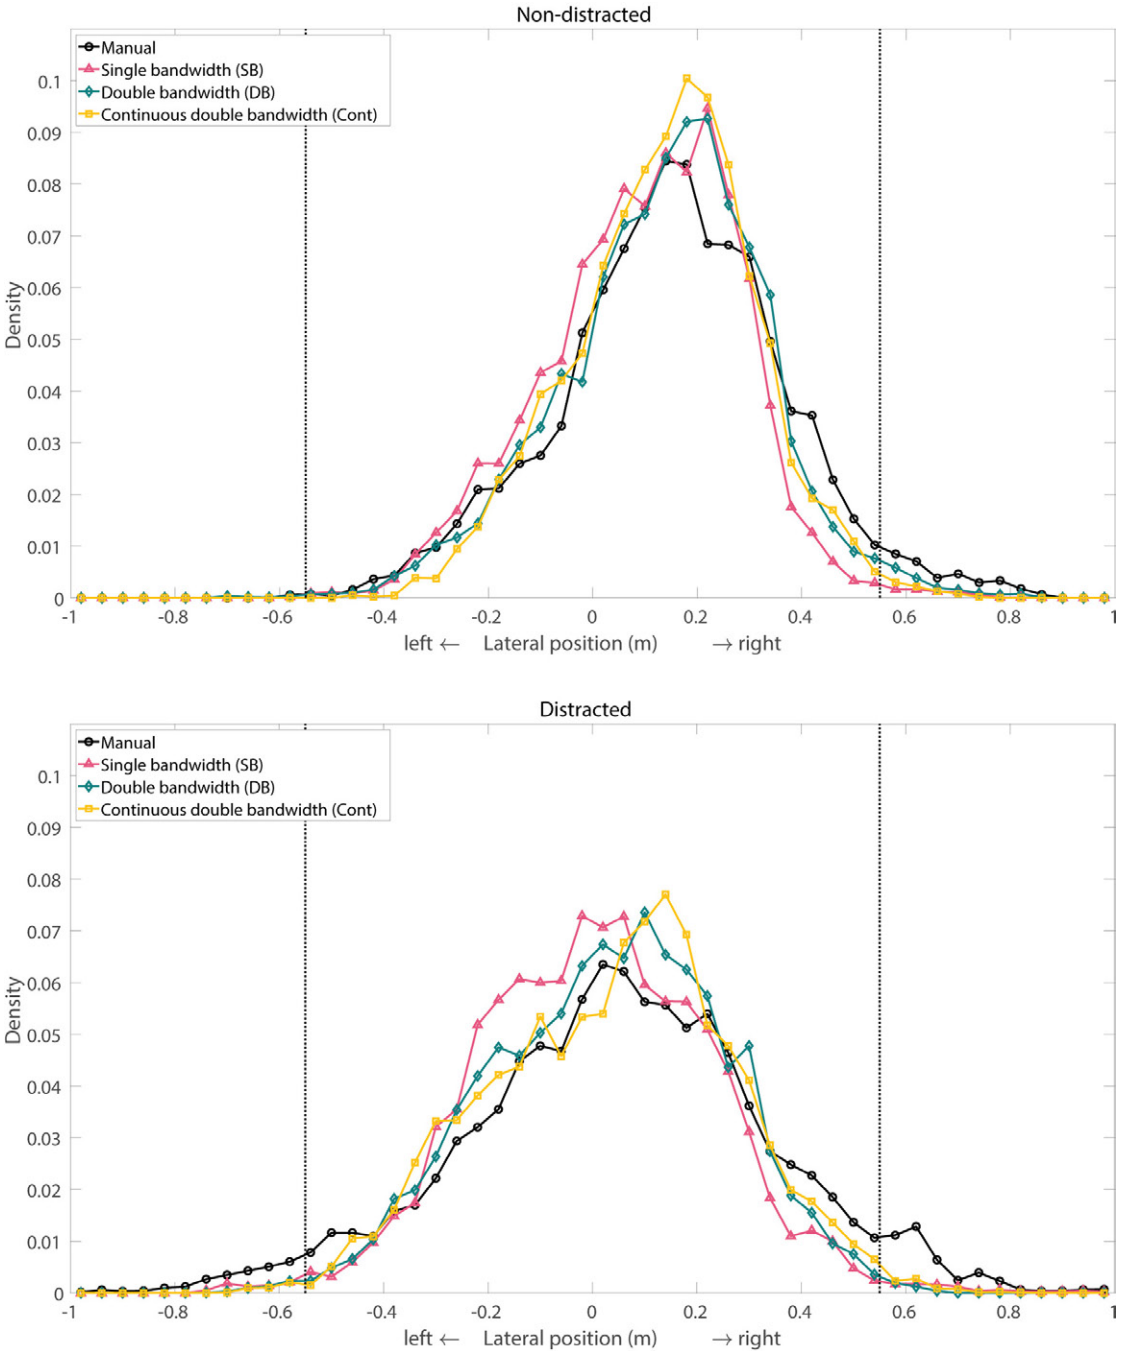 Non-distracted
Manual
Single bandwidth (SB)
Double bandwidth (DB)
Continuous double bandwidth (Cont)
0.1
0.09
0.08
0.07
0.06
0.05
0.04
0.03
0.02
0.01
0
Density
-1 -0.8 -0.6 -0.4 -0.2 0 0.2 0.4 0.6 0.8 1
left ← Lateral position (m) → right
Distracted
Manual
Single bandwidth (SB)
Double bandwidth (DB)
Continuous double bandwidth (Cont)
0.1
0.09
0.08
0.07
0.06
0.05
0.04
0.03
0.02
0.01
0
Density
-1 -0.8 -0.6 -0.4 -0.2 0 0.2 0.4 0.6 0.8 1
left ← Lateral position (m) → right